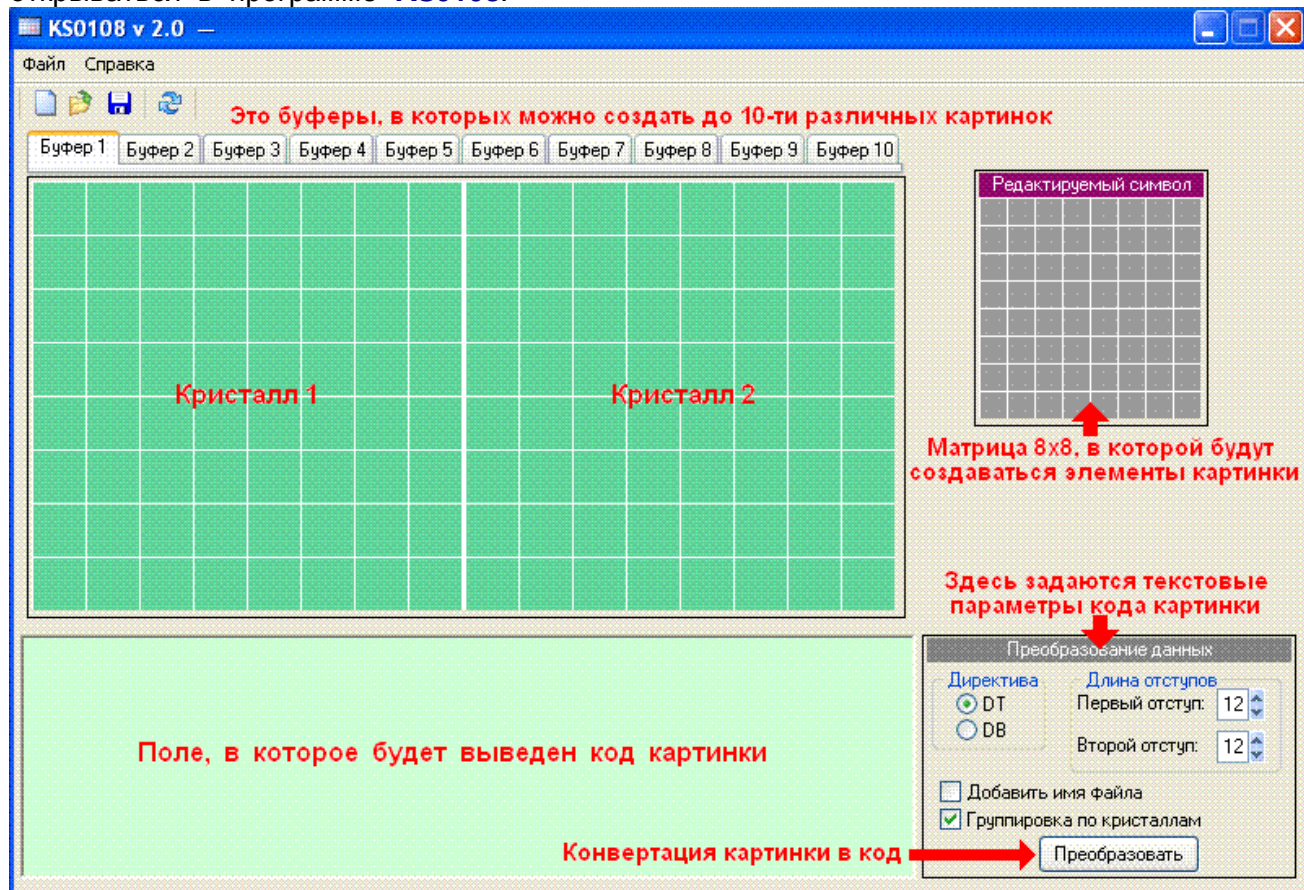 открываться в программе KS0108.
KS0108 v 2.0 —
Файл Справка
Это буферы, в которых можно создать до 10-ти различных картинок
Буфер 1 Буфер 2 Буфер 3 Буфер 4 Буфер 5 Буфер 6 Буфер 7 Буфер 8 Буфер 9 Буфер 10
Редактируемый символ
Кристалл 1 Кристалл 2
Матрица 8х8, в которой будут
создаваться элементы картинки
Здесь задаются текстовые
параметры кода картинки
Преобразование данных
Директива Длина отступов
DT Первый отступ: 12
DB Второй отступ: 12
Поле, в которое будет выведен код картинки
Добавить имя файла
Группировка по кристаллам
Конвертация картинки в код Преобразовать